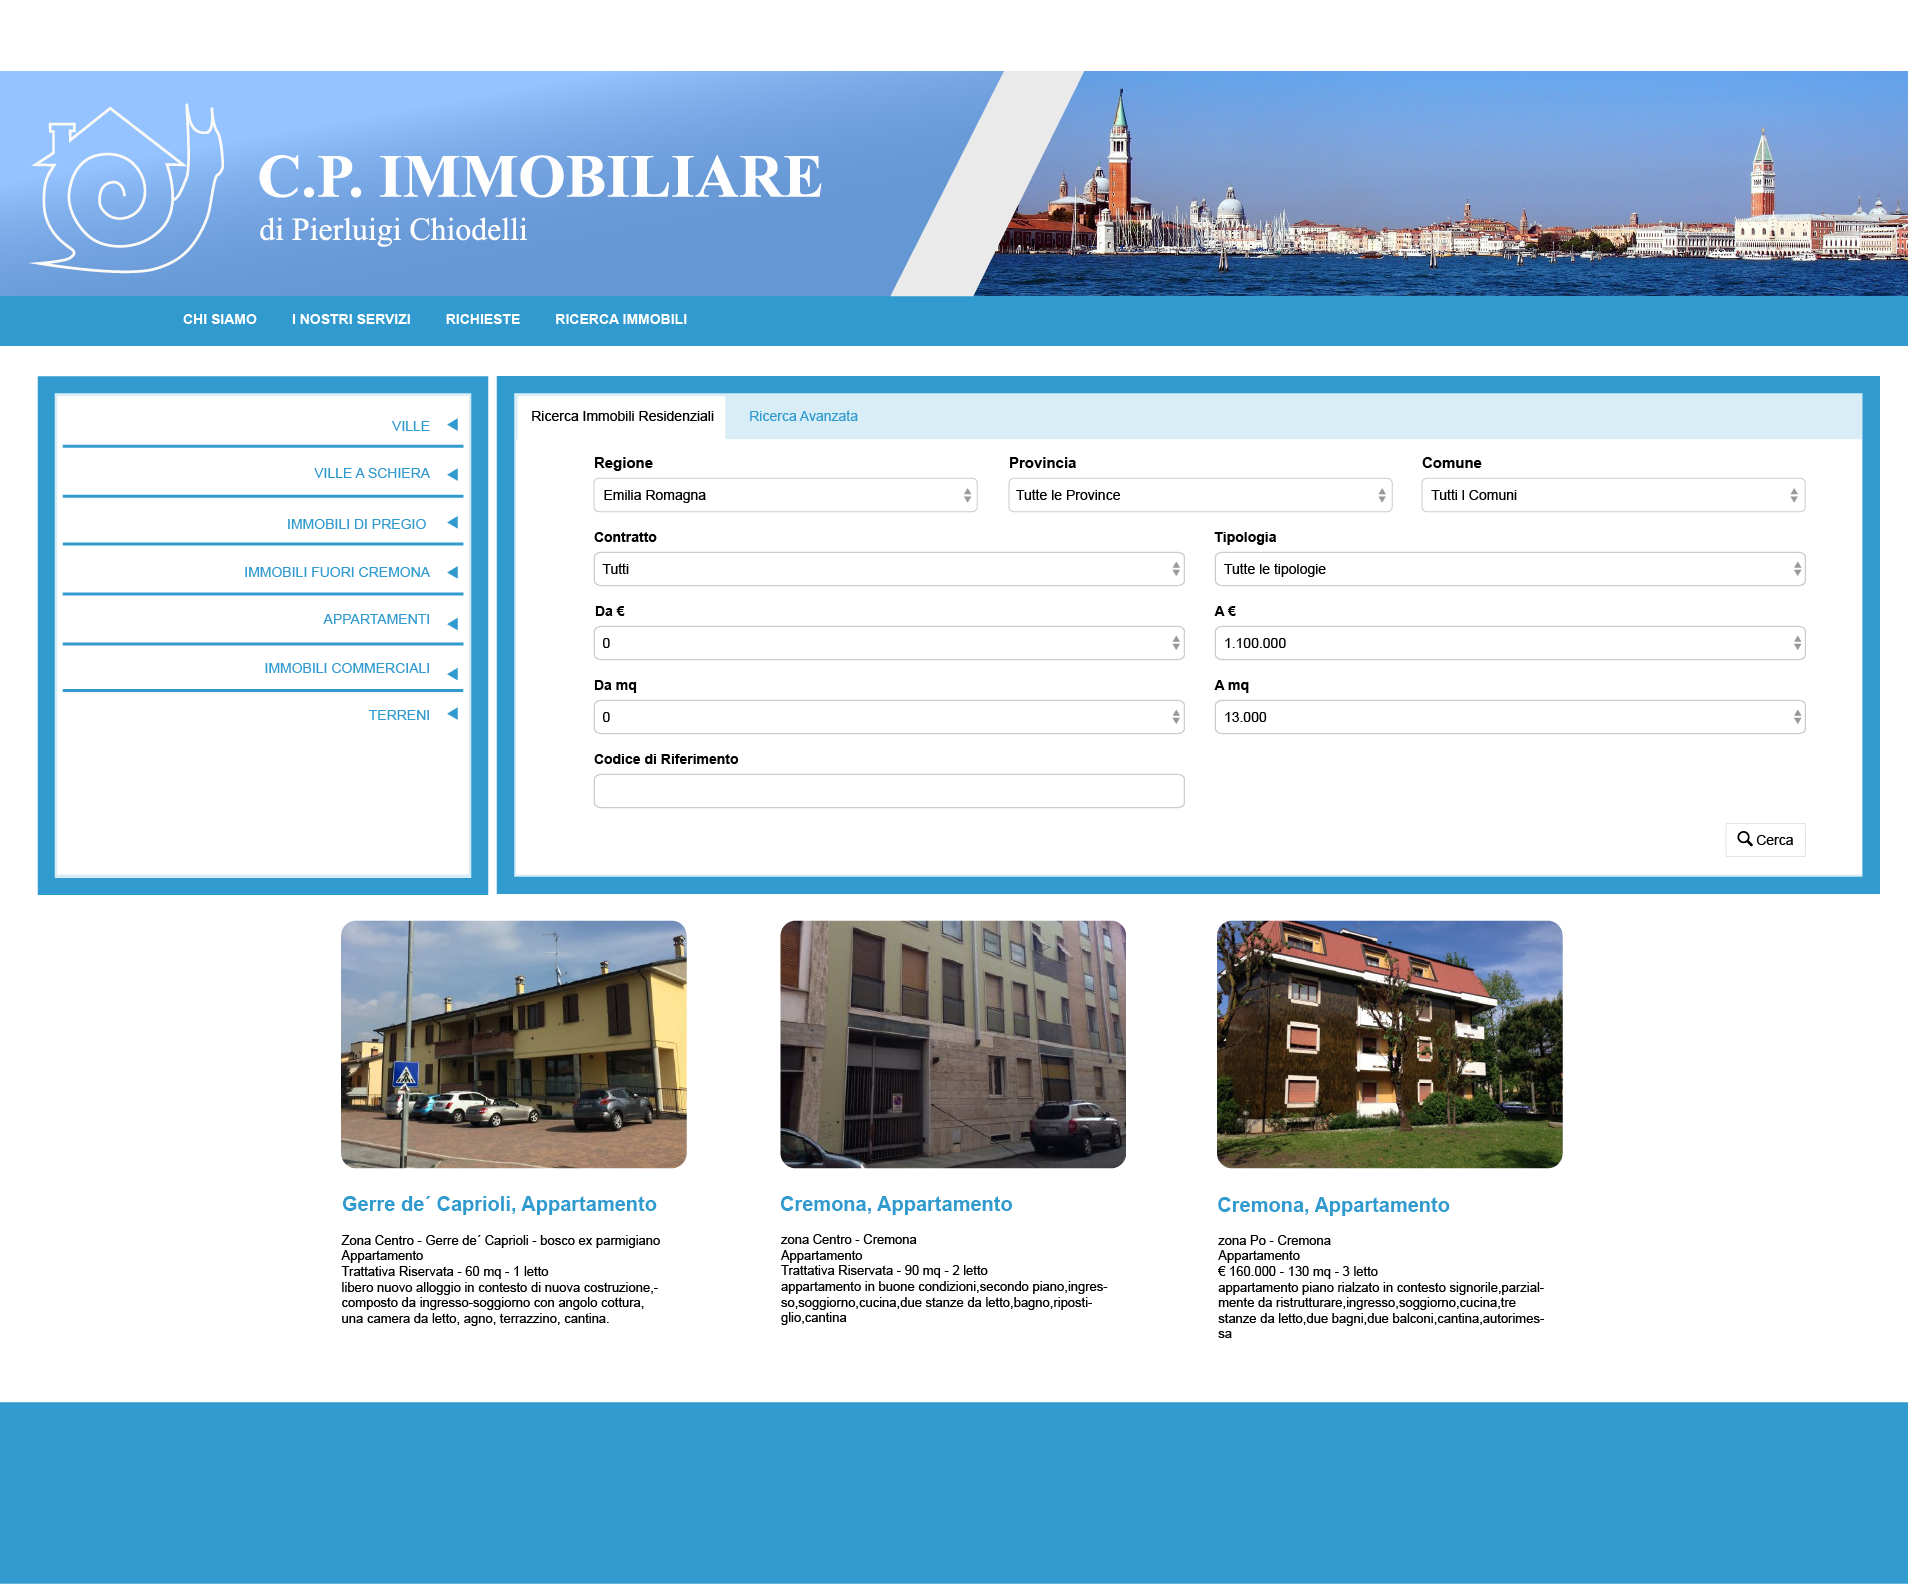 C.P. IMMOBILIARE
di Pierluigi Chiodelli
CHI SIAMO
I NOSTRI SERVIZI
RICHIESTE
RICERCA IMMOBILI
VILLE
VILLE A SCHIERA
IMMOBILI DI PREGIO
IMMOBILI FUORI CREMONA
APPARTAMENTI
IMMOBILI COMMERCIALI
TERRENI
Ricerca Immobili Residenziali
Ricerca Avanzata
Regione
Provincia
Comune
Emilia Romagna
Tutte le Province
Tutti I Comuni
Contratto
Tipologia
Tutti
Tutte le tipologie
Da €
A €
0
1.100.000
Da mq
A mq
0
13.000
Codice di Riferimento
Cerca
Gerre de´ Caprioli, Appartamento
Zona Centro - Gerre de´ Caprioli - bosco ex parmigiano
Appartamento
Trattativa Riservata - 60 mq - 1 letto
libero nuovo alloggio in contesto di nuova costruzione,-
composto da ingresso-soggiorno con angolo cottura,
una camera da letto, agno, terrazzino, cantina.
Cremona, Appartamento
zona Centro - Cremona
Appartamento
Trattativa Riservata - 90 mq - 2 letto
appartamento in buone condizioni,secondo piano,ingres-
so,soggiorno,cucina,due stanze da letto,bagno,riposti-
glio,cantina
Cremona, Appartamento
zona Po - Cremona
Appartamento
€ 160.000 - 130 mq - 3 letto
appartamento piano rialzato in contesto signorile,parzial-
mente da ristrutturare,ingresso,soggiorno,cucina,tre
stanze da letto,due bagni,due balconi,cantina,autorimes-
sa